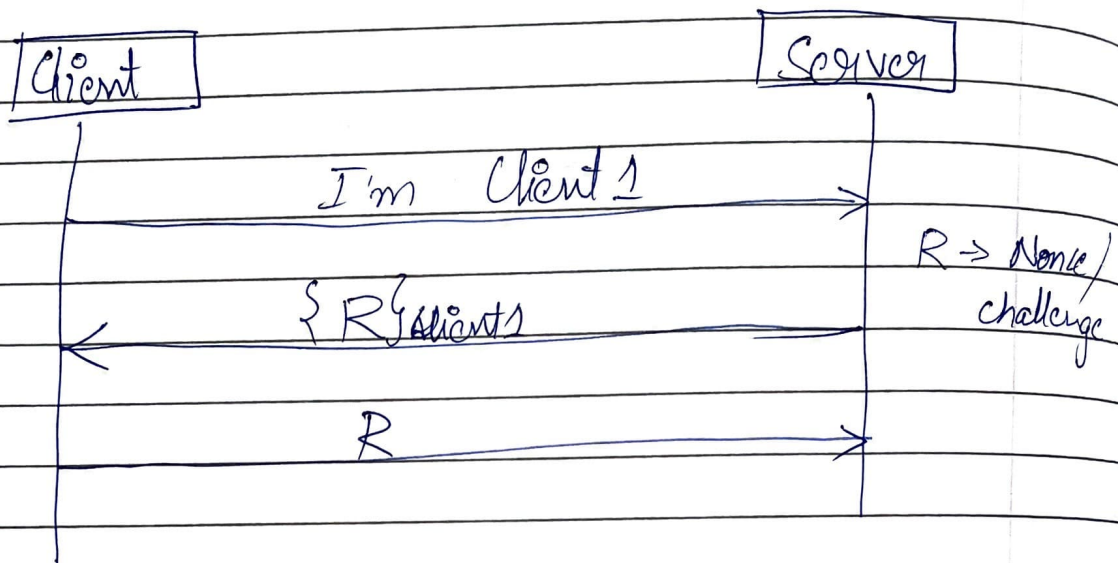 Client
Server
I'm Client 1
R → Nonce/
challenge
{R}client1
R